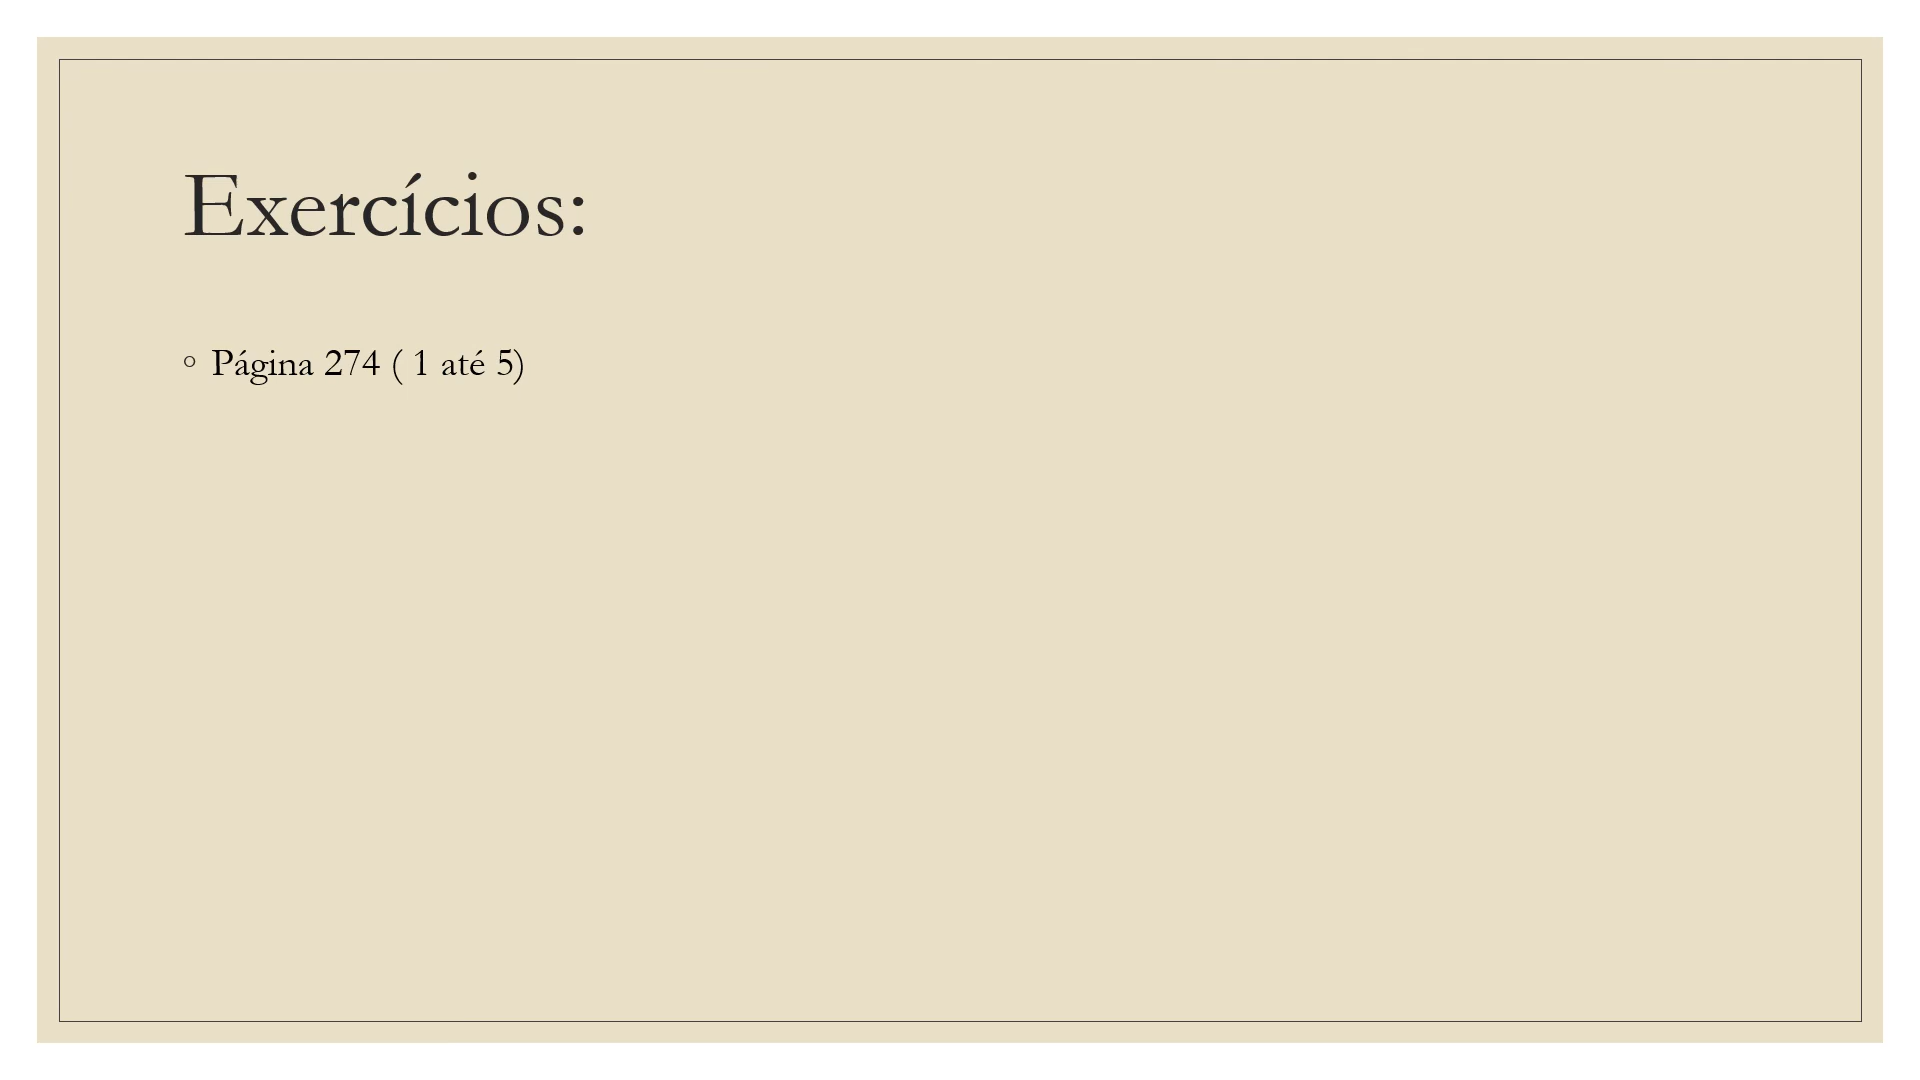 Exercícios:
◦ Página 274 ( 1 até 5)